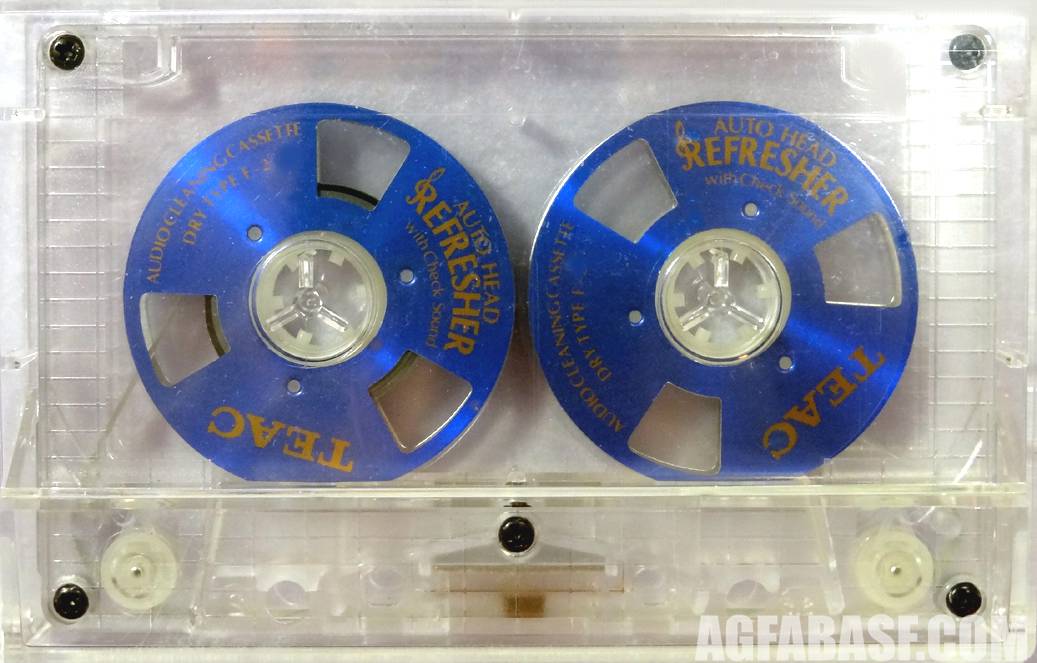 AUDIO CLEANING CASSETTE
DRY TYPE F-2
AUTO HEAD
REFRESHER
with Check Sound
TEAC
AUTO HEAD
REFRESHER
with Check Sound
AUDIO CLEANING CASSETTE
DRY TYPE F-
TEAC
AGFABASF.COM